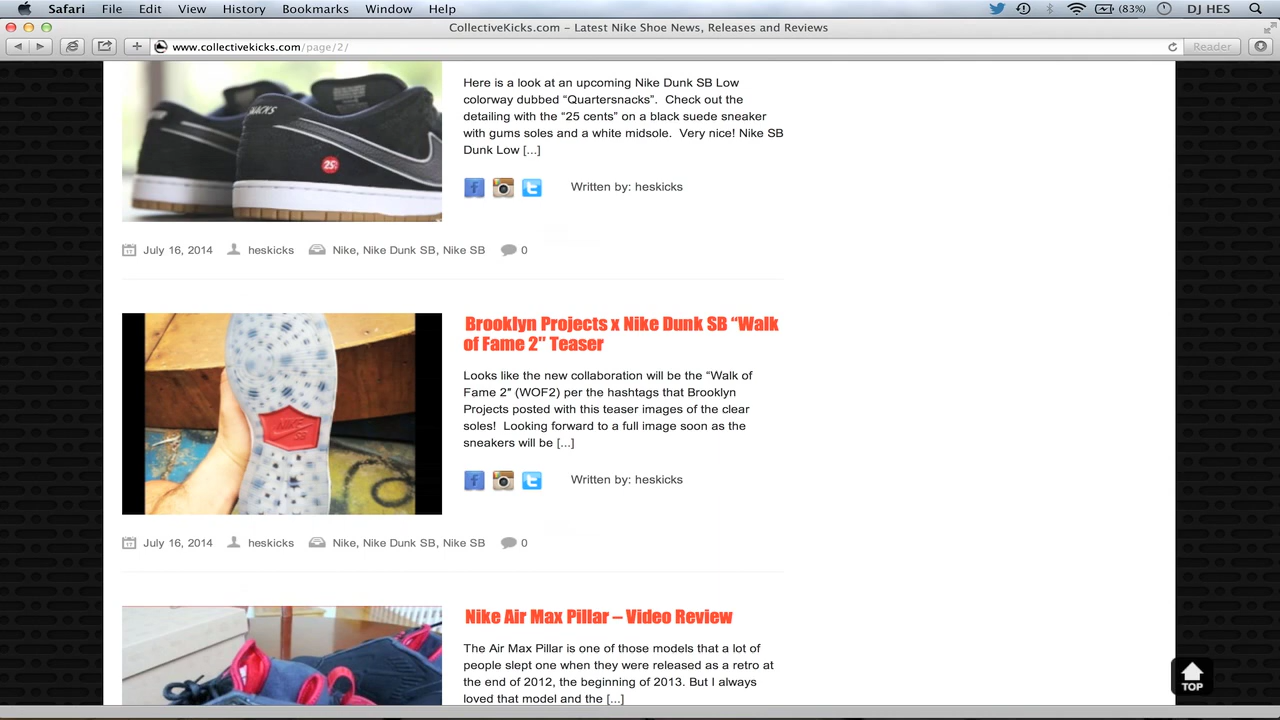 Safari File Edit View History Bookmarks Window Help (83%) DJ HES
CollectiveKicks.com – Latest Nike Shoe News, Releases and Reviews
www.collectivekicks.com/page/2/ Reader
Here is a look at an upcoming Nike Dunk SB Low
colorway dubbed “Quartersnacks”. Check out the
detailing with the “25 cents” on a black suede sneaker
with gums soles and a white midsole. Very nice! Nike SB
Dunk Low [...]
25¢
Written by: heskicks
July 16, 2014 heskicks Nike, Nike Dunk SB, Nike SB 0
Brooklyn Projects x Nike Dunk SB “Walk
of Fame 2″ Teaser
Looks like the new collaboration will be the “Walk of
Fame 2″ (WOF2) per the hashtags that Brooklyn
Projects posted with this teaser images of the clear
soles! Looking forward to a full image soon as the
sneakers will be [...]
Written by: heskicks
July 16, 2014 heskicks Nike, Nike Dunk SB, Nike SB 0
Nike Air Max Pillar – Video Review
The Air Max Pillar is one of those models that a lot of
people slept one when they were released as a retro at
the end of 2012, the beginning of 2013. But I always
loved that model and the [...]
TOP